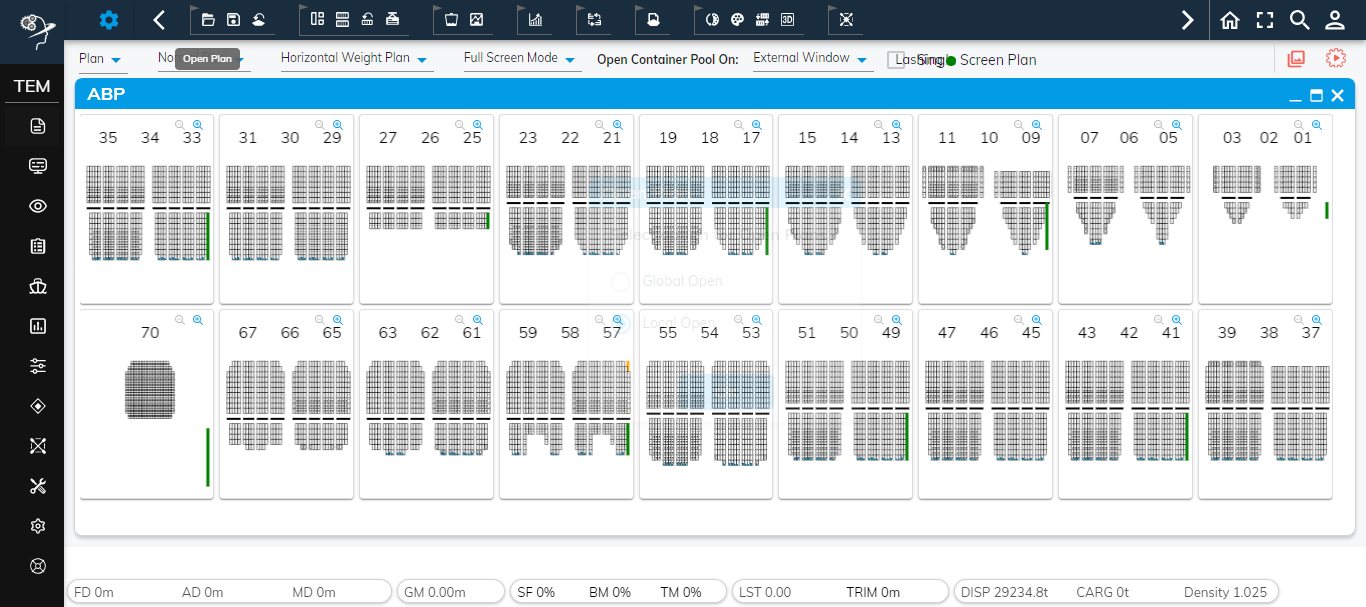 3D
TEM
Plan
No
Open Plan
Horizontal Weight Plan
Full Screen Mode
Open Container Pool On:
External Window
Lashing
Sing
Screen Plan
ABP
35 34 33
31 30 29
27 26 25
23 22 21
19 18 17
15 14 13
11 10 09
07 06 05
03 02 01
Global Open
Local Open
70
67 66 65
63 62 61
59 58 57
55 54 53
51 50 49
47 46 45
43 42 41
39 38 37
FD 0m AD 0m MD 0m
GM 0.00m
SF 0% BM 0% TM 0%
LST 0.00 TRIM 0m
DISP 29234.8t CARG 0t Density 1.025